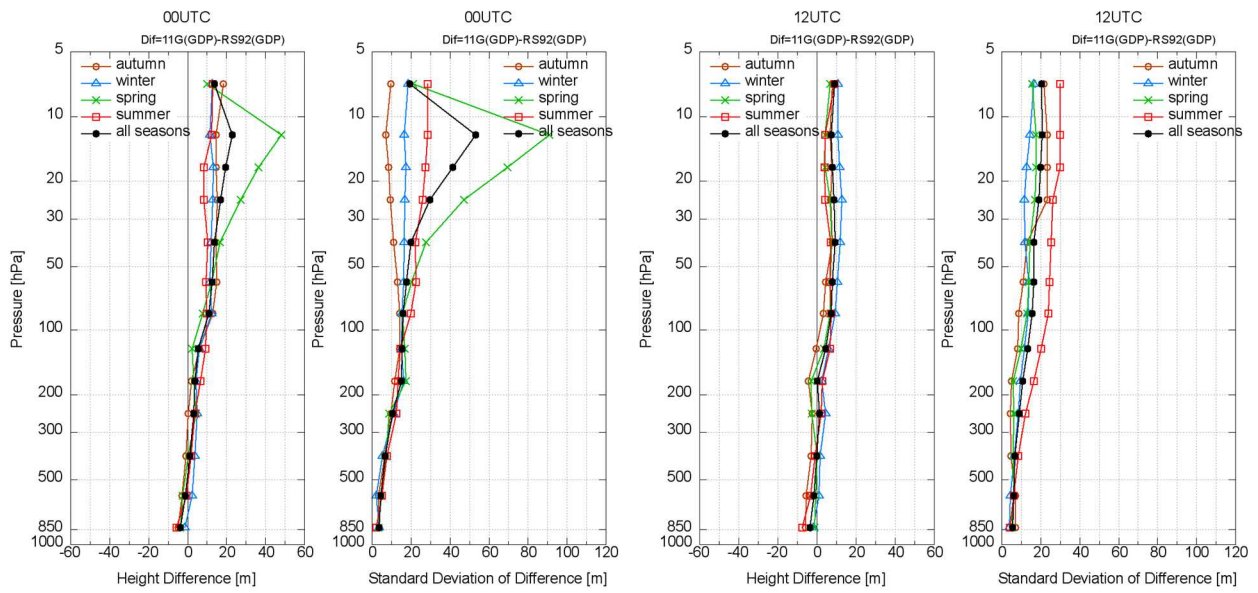 00UTC
Dif=11G(GDP)-RS92(GDP)
5
10
20
30
50
100
200
300
500
850
1000
Pressure [hPa]
autumn
winter
spring
summer
all seasons
-60 -40 -20 0 20 40 60
Height Difference [m]
00UTC
Dif=11G(GDP)-RS92(GDP)
5
10
20
30
50
100
200
300
500
850
1000
Pressure [hPa]
autumn
winter
spring
summer
all seasons
0 20 40 60 80 100 120
Standard Deviation of Difference [m]
12UTC
Dif=11G(GDP)-RS92(GDP)
5
10
20
30
50
100
200
300
500
850
1000
Pressure [hPa]
autumn
winter
spring
summer
all seasons
-60 -40 -20 0 20 40 60
Height Difference [m]
12UTC
Dif=11G(GDP)-RS92(GDP)
5
10
20
30
50
100
200
300
500
850
1000
Pressure [hPa]
autumn
winter
spring
summer
all seasons
0 20 40 60 80 100 120
Standard Deviation of Difference [m]